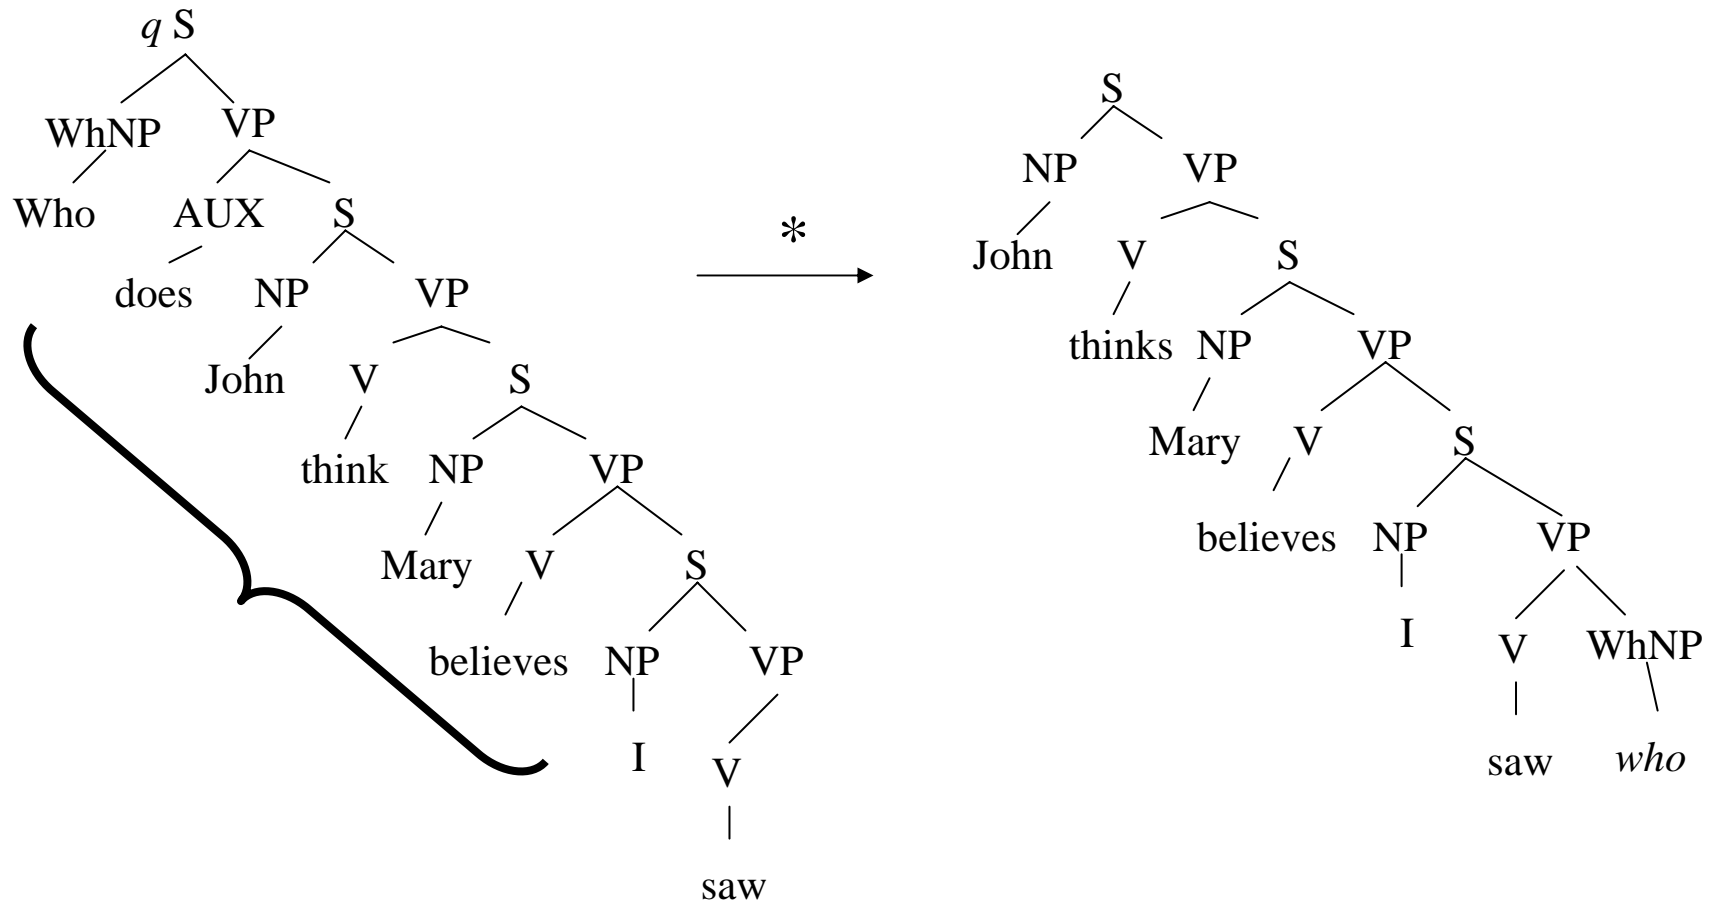 q S
S
WhNP VP
NP VP
Who AUX S
*
John V S
does NP VP
thinks NP VP
John V S
Mary V S
think NP VP
believes NP VP
Mary V S
I V WhNP
believes NP VP
saw who
I V
saw